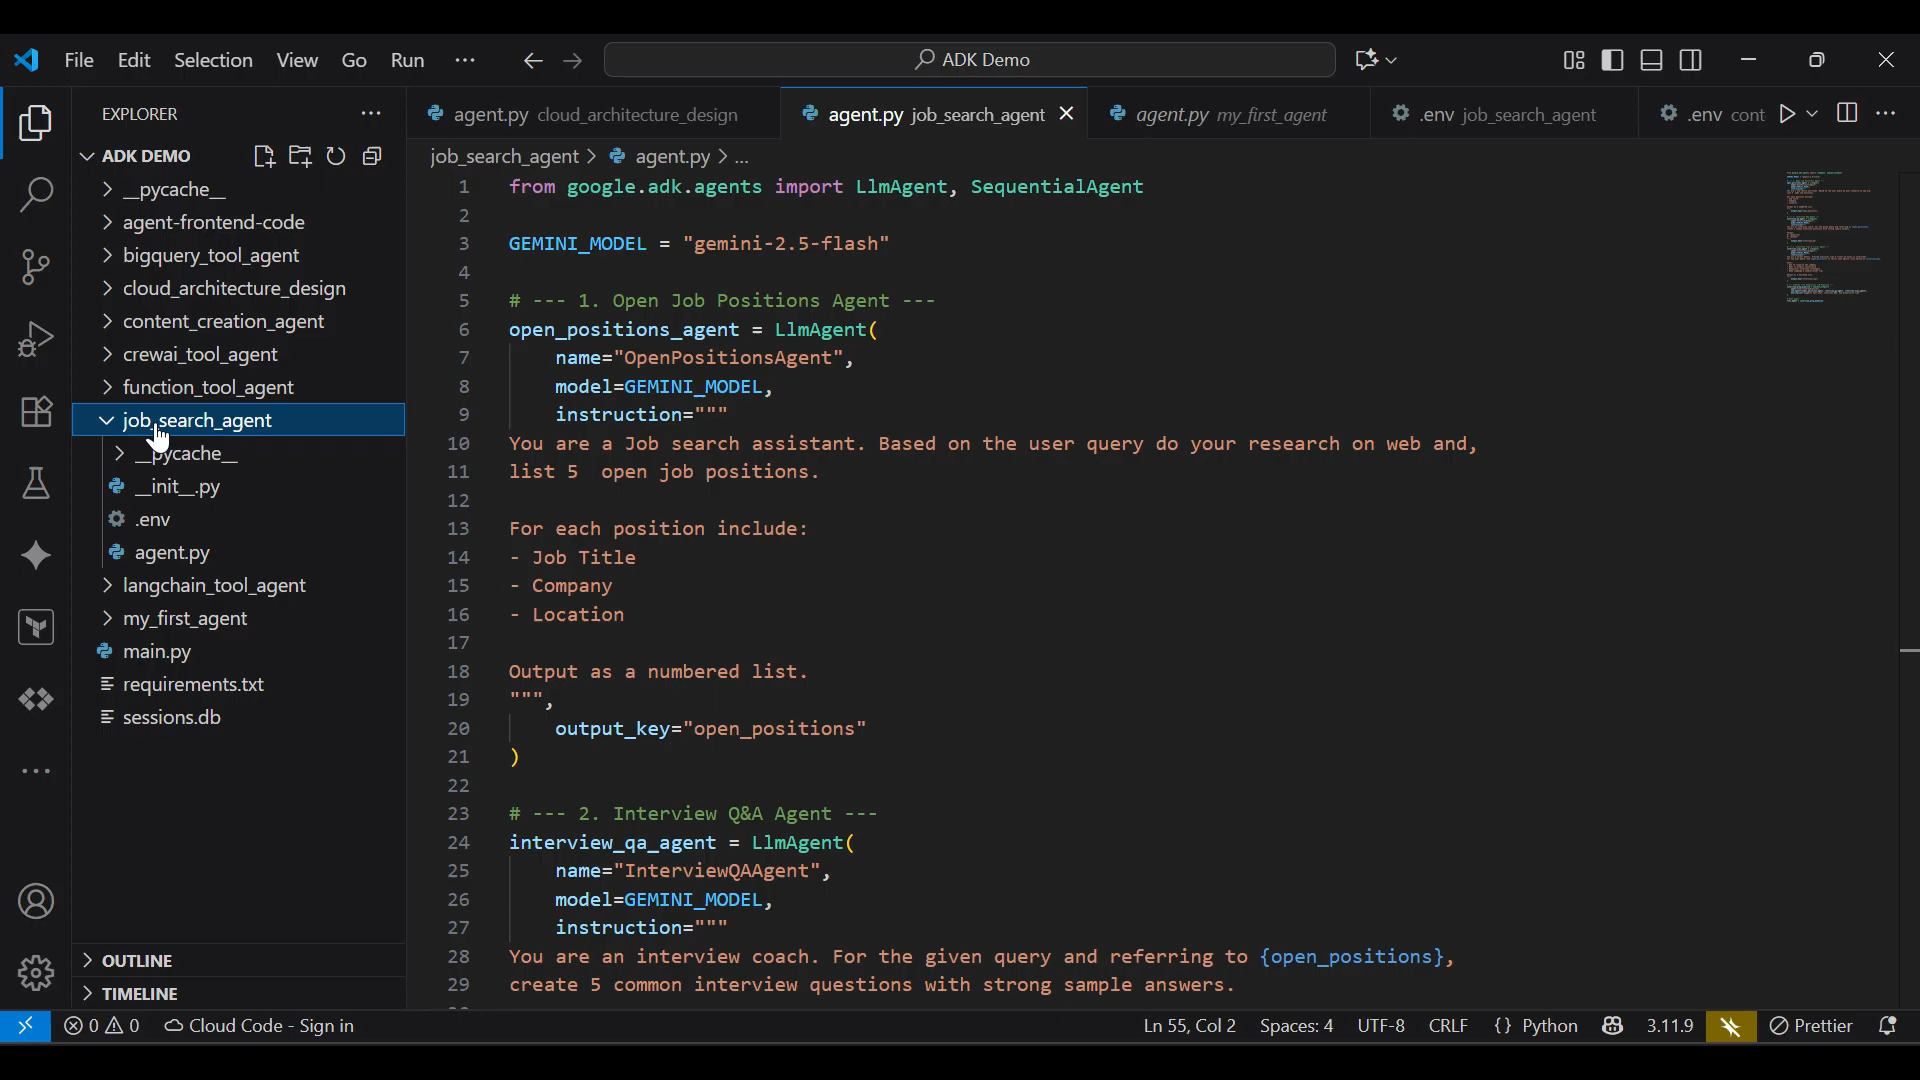 File Edit Selection View Go Run ··· ADK Demo
EXPLORER ···
ADK DEMO
__pycache__
agent-frontend-code
bigquery_tool_agent
cloud_architecture_design
content_creation_agent
crewai_tool_agent
function_tool_agent
job_search_agent
__pycache__
__init__.py
.env
agent.py
langchain_tool_agent
my_first_agent
main.py
requirements.txt
sessions.db
OUTLINE
TIMELINE
agent.py cloud_architecture_design agent.py job_search_agent agent.py my_first_agent .env job_search_agent .env cont
job_search_agent > agent.py > ...
1 from google.adk.agents import LlmAgent, SequentialAgent
2
3 GEMINI_MODEL = "gemini-2.5-flash"
4
5 # --- 1. Open Job Positions Agent ---
6 open_positions_agent = LlmAgent(
7     name="OpenPositionsAgent",
8     model=GEMINI_MODEL,
9     instruction="""
10 You are a Job search assistant. Based on the user query do your research on web and,
11 list 5  open job positions.
12
13 For each position include:
14 - Job Title
15 - Company
16 - Location
17
18 Output as a numbered list.
19 """,
20     output_key="open_positions"
21 )
22
23 # --- 2. Interview Q&A Agent ---
24 interview_qa_agent = LlmAgent(
25     name="InterviewQAAgent",
26     model=GEMINI_MODEL,
27     instruction="""
28 You are an interview coach. For the given query and referring to {open_positions},
29 create 5 common interview questions with strong sample answers.
0 0 Cloud Code - Sign in Ln 55, Col 2 Spaces: 4 UTF-8 CRLF {} Python 3.11.9 Prettier